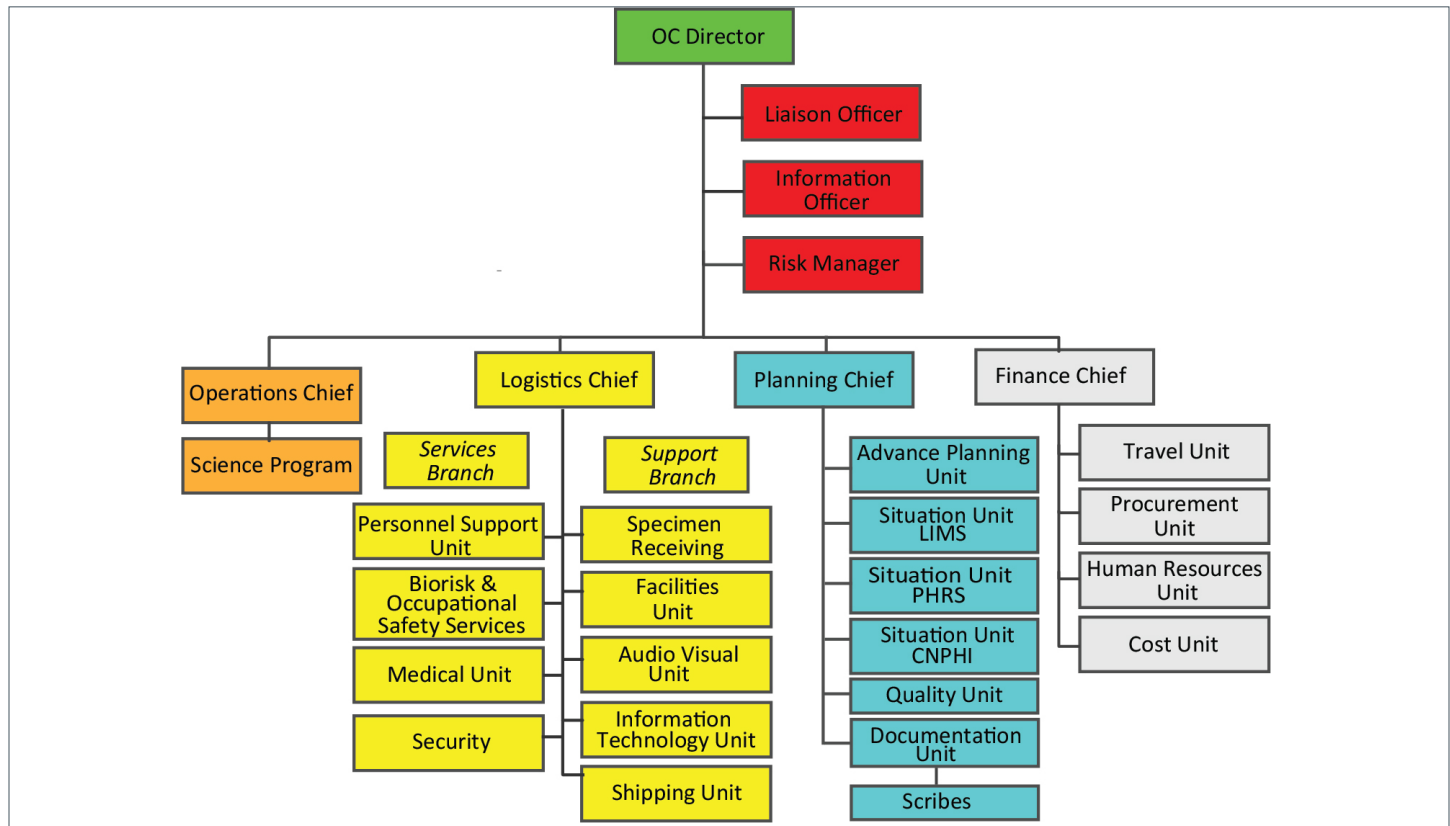 OC Director
Liaison Officer
Information
Officer
Risk Manager
Operations Chief
Science Program
Logistics Chief
Services
Branch
Personnel Support
Unit
Biorisk &
Occupational
Safety Services
Medical Unit
Security
Support
Branch
Specimen
Receiving
Facilities
Unit
Audio Visual
Unit
Information
Technology Unit
Shipping Unit
Planning Chief
Advance Planning
Unit
Situation Unit
LIMS
Situation Unit
PHRS
Situation Unit
CNPHI
Quality Unit
Documentation
Unit
Scribes
Finance Chief
Travel Unit
Procurement
Unit
Human Resources
Unit
Cost Unit